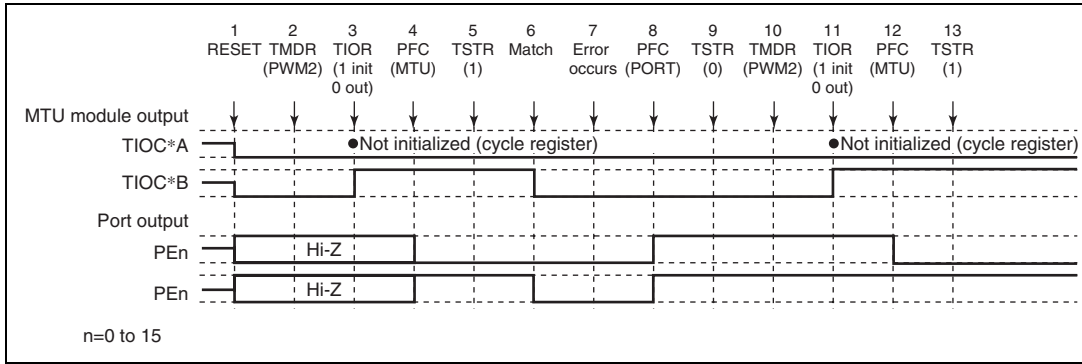 1 2 3 4 5 6 7 8 9 10 11 12 13
RESET TMDR TIOR PFC TSTR Match Error PFC TSTR TMDR TIOR PFC TSTR
(PWM2) (1 init (MTU) (1) occurs (PORT) (0) (PWM2) (1 init (MTU) (1)
0 out) 0 out)
MTU module output
TIOC*A ●Not initialized (cycle register) ●Not initialized (cycle register)
TIOC*B
Port output
PEn Hi-Z
PEn Hi-Z
n=0 to 15